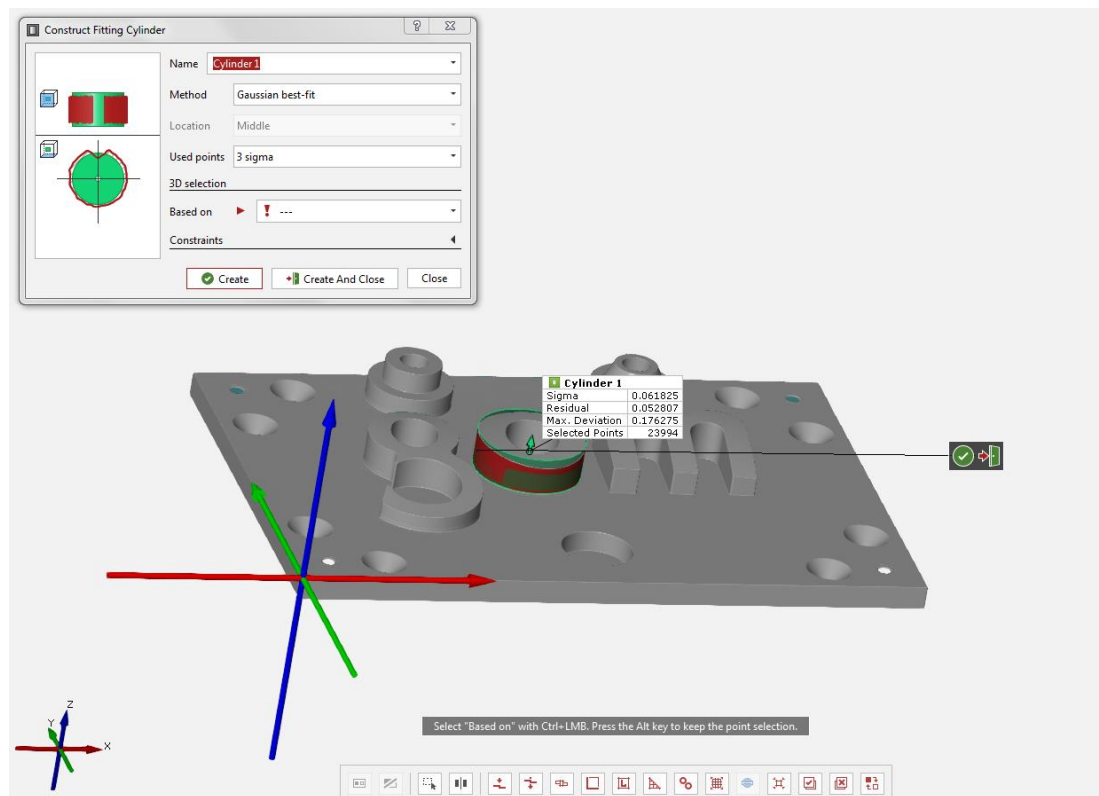 Construct Fitting Cylinder
Name Cylinder 1
Method Gaussian best-fit
Location Middle
Used points 3 sigma
3D selection
Based on ! ---
Constraints
Create Create And Close Close
Cylinder 1
Sigma 0.061825
Residual 0.052807
Max. Deviation 0.176275
Selected Points 23994
Z
Y
X
Select "Based on" with Ctrl+LMB. Press the Alt key to keep the point selection.